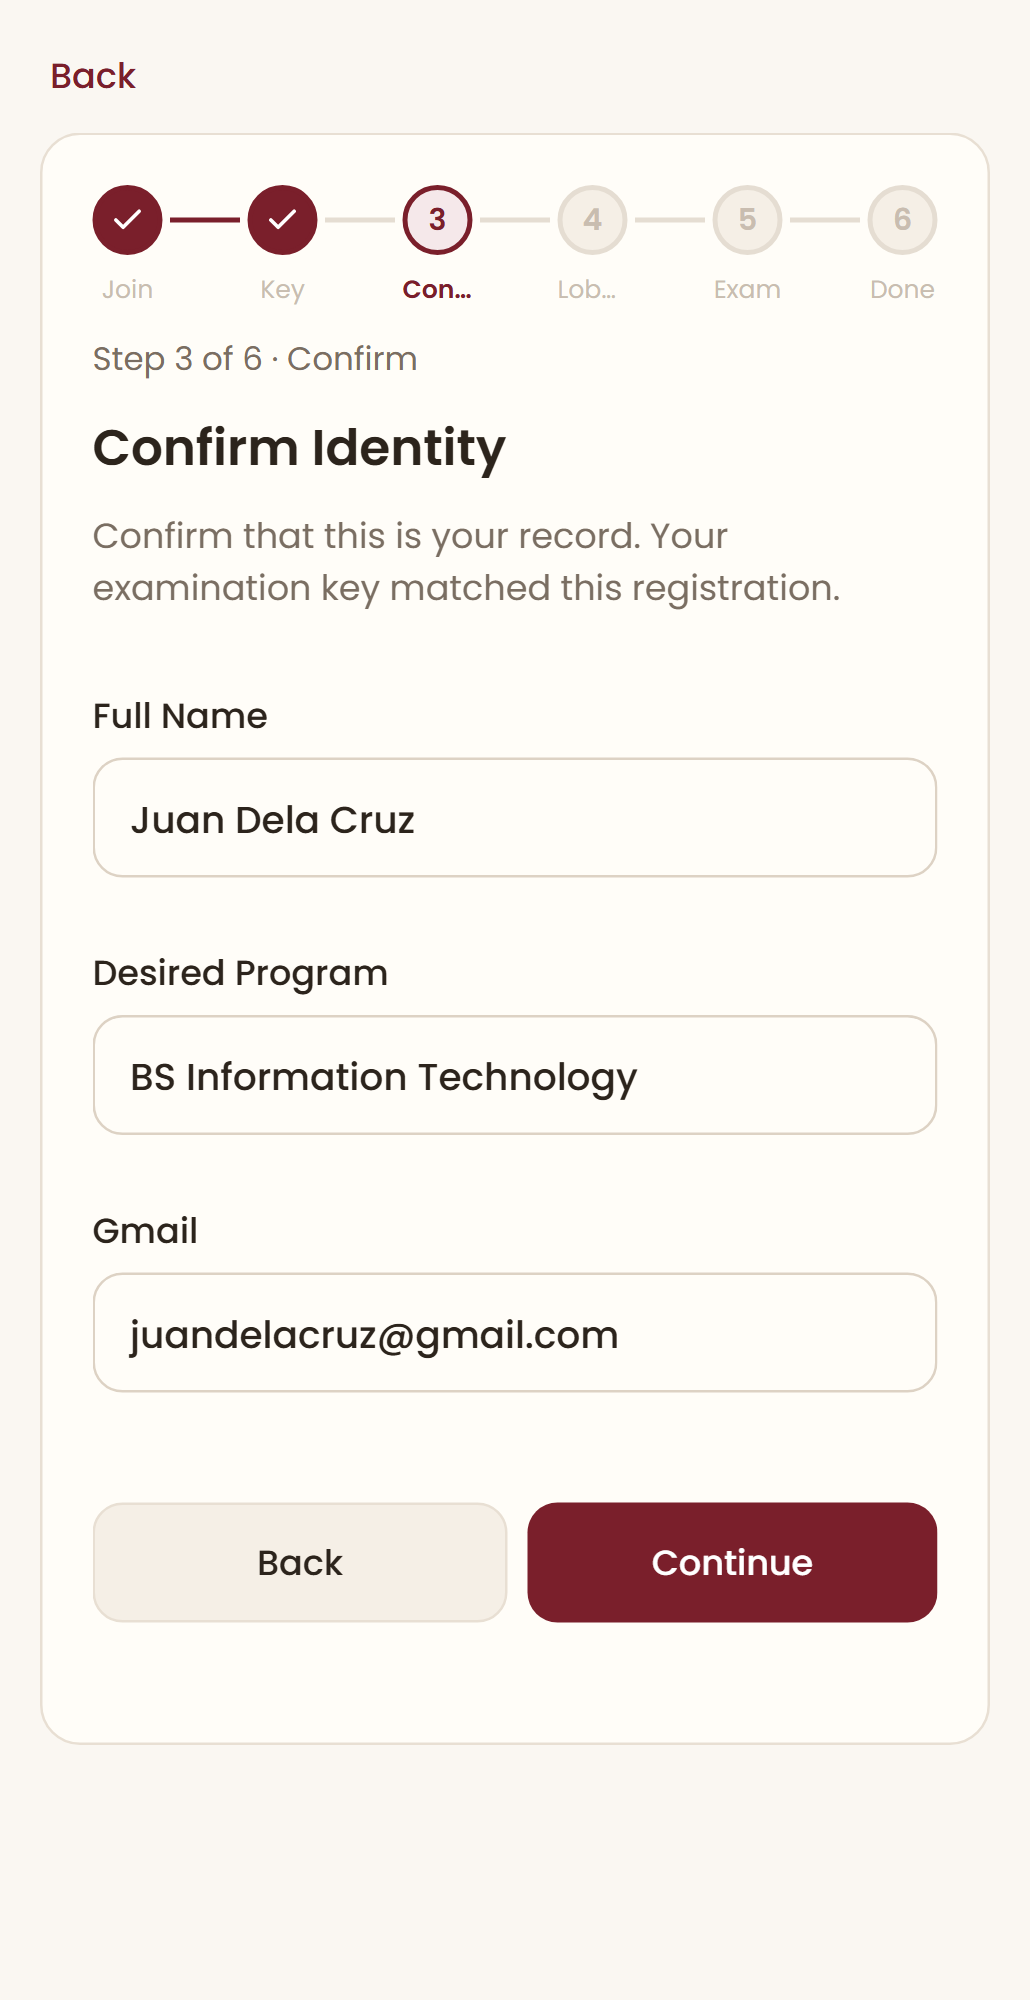 Back
3 4 5 6
Join Key Con... Lob... Exam Done
Step 3 of 6 · Confirm
Confirm Identity
Confirm that this is your record. Your
examination key matched this registration.
Full Name
Juan Dela Cruz
Desired Program
BS Information Technology
Gmail
juandelacruz@gmail.com
Back Continue